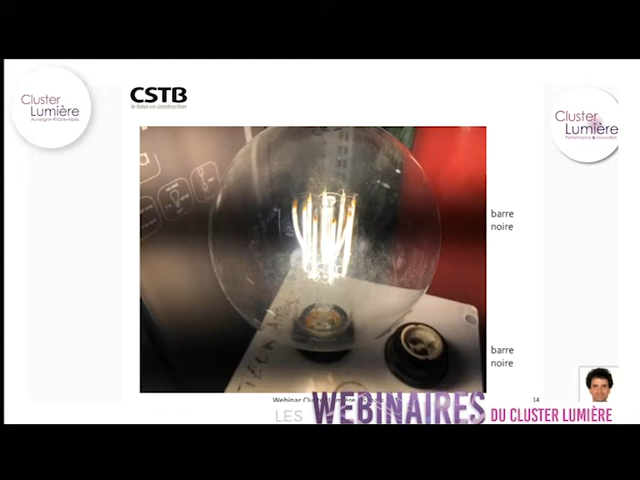 Cluster
Lumière
Auvergne-Rhône-Alpes
CSTB
le futur en construction
Cluster
Lumière
Performance & Innovation
barre
noire
barre
noire
14
LES WEBINAIRES DU CLUSTER LUMIÈRE